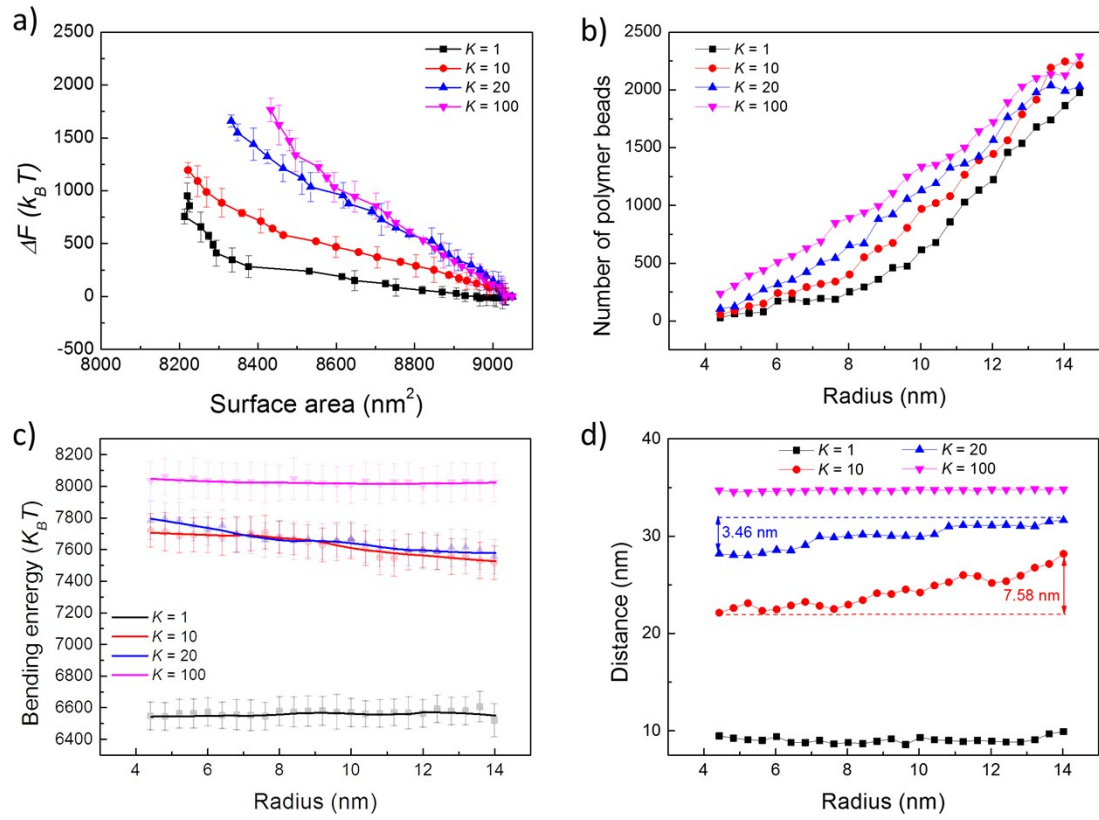 a)
2500
2000
1500
1000
500
0
-500
8000 8200 8400 8600 8800 9000
ΔF (k_BT)
Surface area (nm²)
K = 1
K = 10
K = 20
K = 100
b)
2500
2000
1500
1000
500
0
4 6 8 10 12 14
Number of polymer beads
Radius (nm)
K = 1
K = 10
K = 20
K = 100
c)
8200
8000
7800
7600
7400
7200
7000
6800
6600
6400
4 6 8 10 12 14
Bending enrergy (K_BT)
Radius (nm)
K = 1
K = 10
K = 20
K = 100
d)
40
30
20
10
4 6 8 10 12 14
Distance (nm)
Radius (nm)
K = 1 K = 20
K = 10 K = 100
3.46 nm
7.58 nm